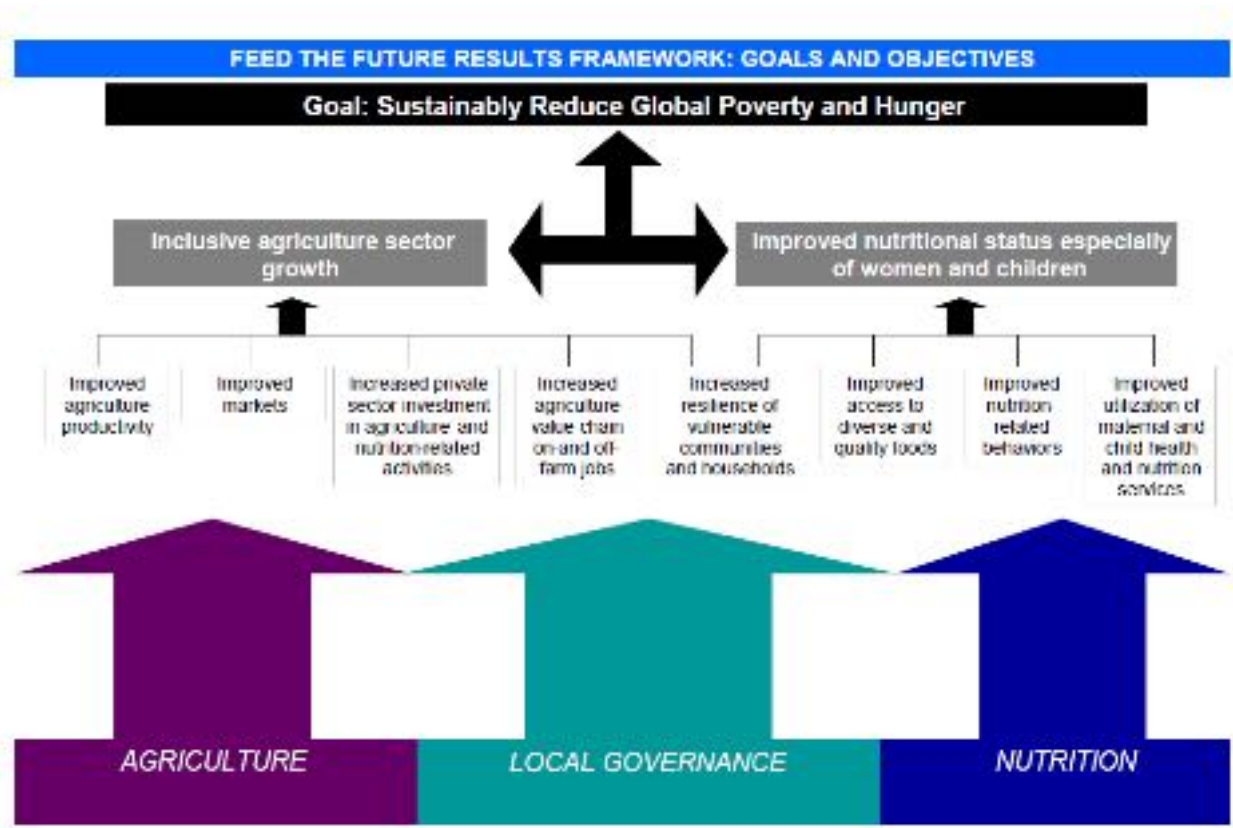 FEED THE FUTURE RESULTS FRAMEWORK: GOALS AND OBJECTIVES
Goal: Sustainably Reduce Global Poverty and Hunger
Inclusive agriculture sector
growth
Improved nutritional status especially
of women and children
Improved
agriculture
productivity
Improved
markets
Increased private
sector investment
in agriculture and
nutrition-related
activities
Increased
agriculture
value chain
on-and off-
farm jobs
Increased
resilience of
vulnerable
communities
and households
Improved
access to
diverse and
quality foods
Improved
nutrition
related
behaviors
Improved
utilization of
maternal and
child health
and nutrition
services
AGRICULTURE
LOCAL GOVERNANCE
NUTRITION